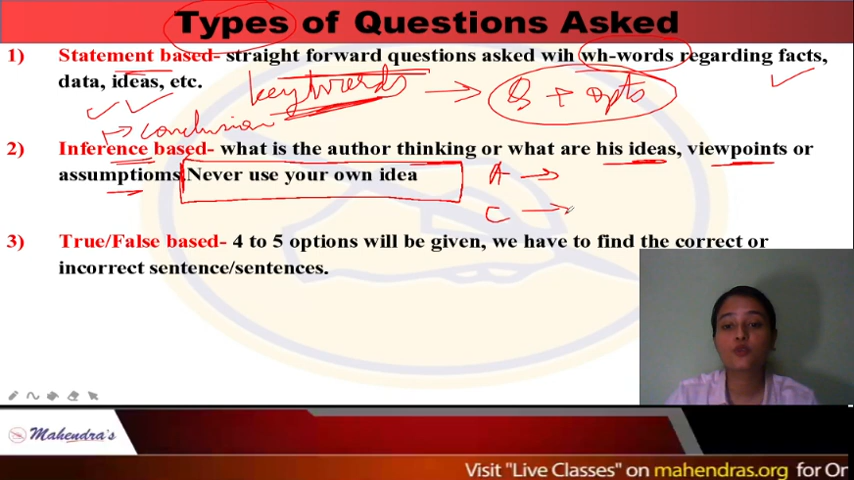 Types of Questions Asked
1) Statement based- straight forward questions asked wih wh-words regarding facts,
data, ideas, etc.
keywords → Q + opts
→ conclusion
2) Inference based- what is the author thinking or what are his ideas, viewpoints or
assumptioms.Never use your own idea
A →
C →
3) True/False based- 4 to 5 options will be given, we have to find the correct or
incorrect sentence/sentences.
Mahendra's
Visit "Live Classes" on mahendras.org for Or